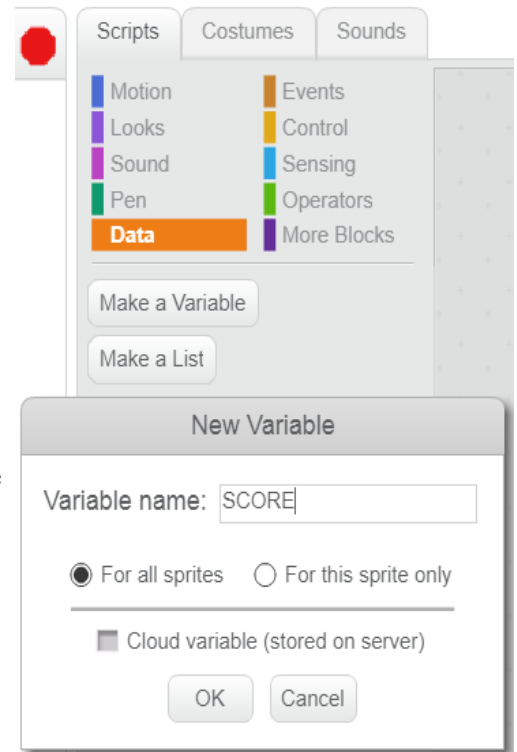 Scripts Costumes Sounds
Motion Events
Looks Control
Sound Sensing
Pen Operators
Data More Blocks
Make a Variable
Make a List
New Variable
Variable name: SCORE
For all sprites For this sprite only
Cloud variable (stored on server)
OK Cancel